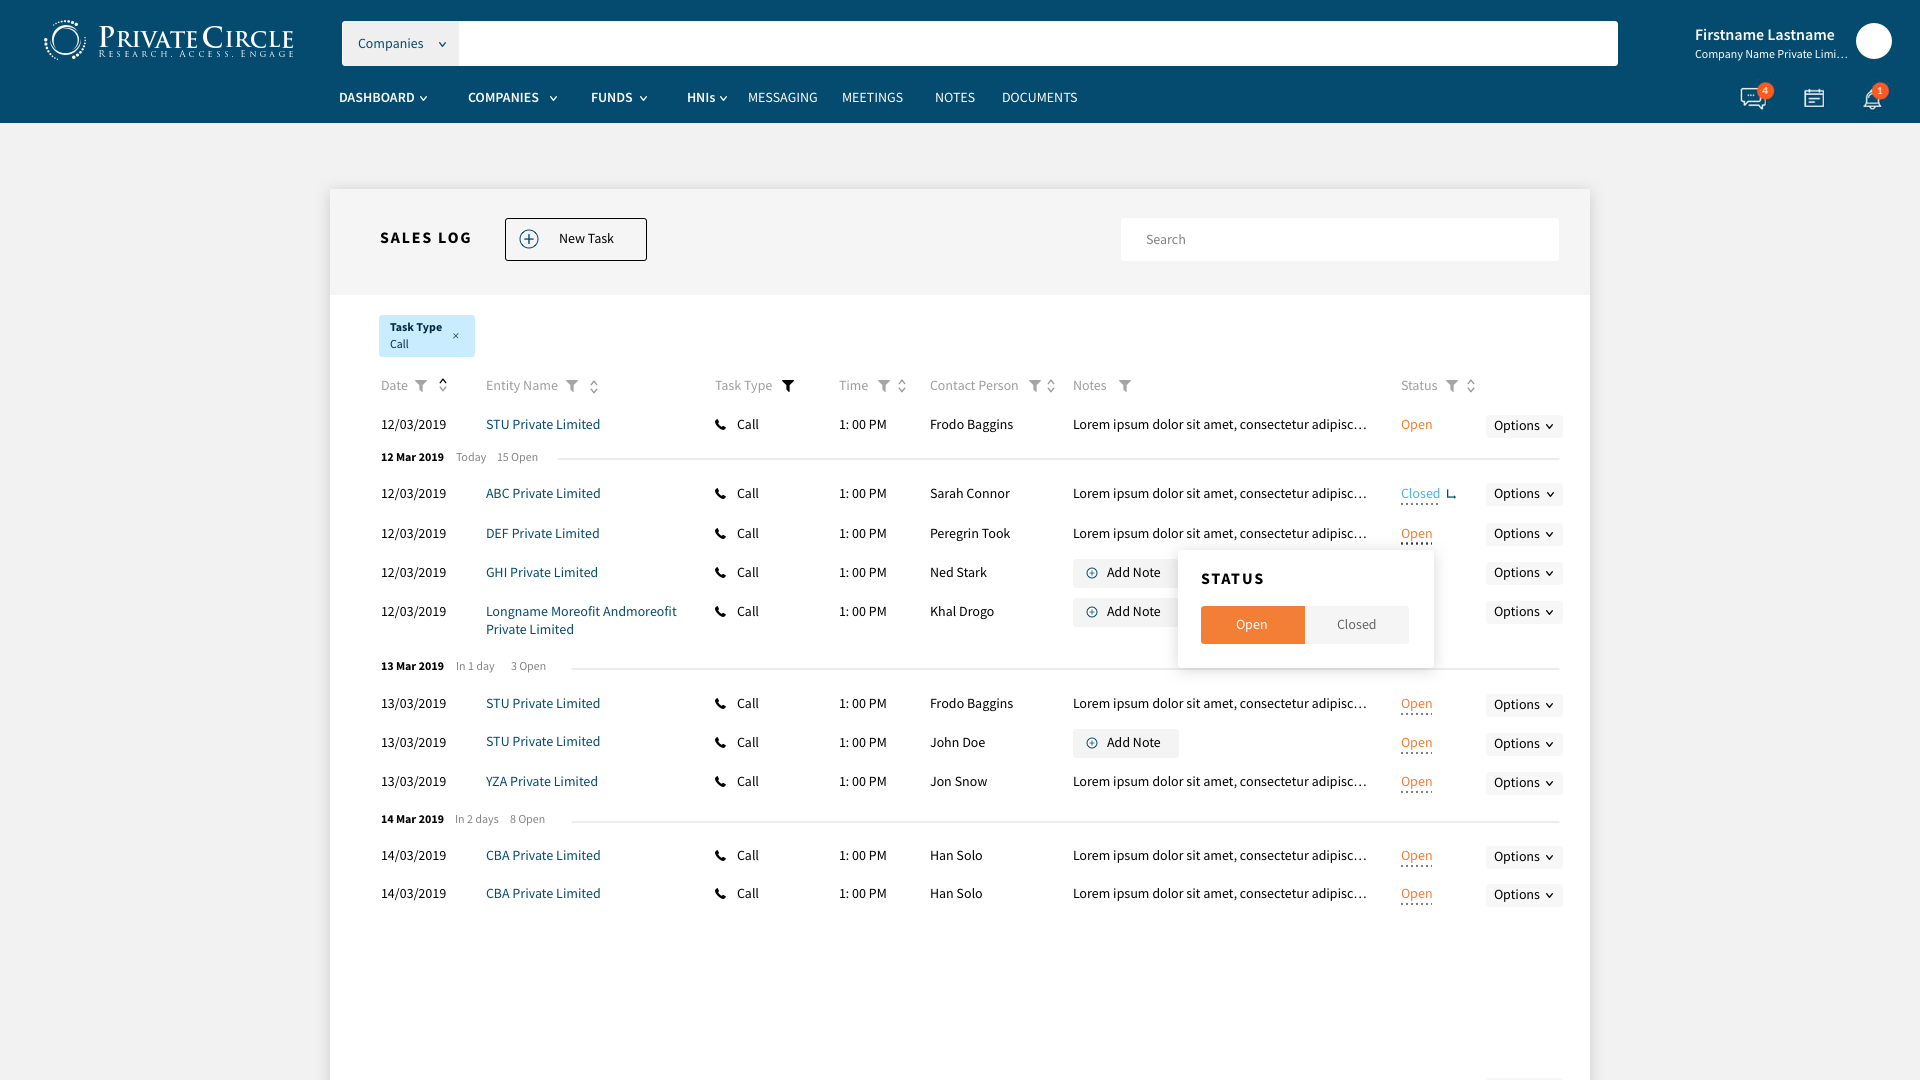 PRIVATECIRCLE
RESEARCH. ACCESS. ENGAGE
Companies
Firstname Lastname
Company Name Private Limi...
DASHBOARD COMPANIES FUNDS HNIs MESSAGING MEETINGS NOTES DOCUMENTS
4
1
SALES LOG
New Task
Search
Task Type
Call
×
Date Entity Name Task Type Time Contact Person Notes Status
12/03/2019 STU Private Limited Call 1: 00 PM Frodo Baggins Lorem ipsum dolor sit amet, consectetur adipisc... Open Options
12 Mar 2019 Today 15 Open
12/03/2019 ABC Private Limited Call 1: 00 PM Sarah Connor Lorem ipsum dolor sit amet, consectetur adipisc... Closed Options
12/03/2019 DEF Private Limited Call 1: 00 PM Peregrin Took Lorem ipsum dolor sit amet, consectetur adipisc... Open Options
12/03/2019 GHI Private Limited Call 1: 00 PM Ned Stark Add Note Options
12/03/2019 Longname Moreofit Andmoreofit Call 1: 00 PM Khal Drogo Add Note Options
Private Limited
STATUS
Open Closed
13 Mar 2019 In 1 day 3 Open
13/03/2019 STU Private Limited Call 1: 00 PM Frodo Baggins Lorem ipsum dolor sit amet, consectetur adipisc... Open Options
13/03/2019 STU Private Limited Call 1: 00 PM John Doe Add Note Open Options
13/03/2019 YZA Private Limited Call 1: 00 PM Jon Snow Lorem ipsum dolor sit amet, consectetur adipisc... Open Options
14 Mar 2019 In 2 days 8 Open
14/03/2019 CBA Private Limited Call 1: 00 PM Han Solo Lorem ipsum dolor sit amet, consectetur adipisc... Open Options
14/03/2019 CBA Private Limited Call 1: 00 PM Han Solo Lorem ipsum dolor sit amet, consectetur adipisc... Open Options